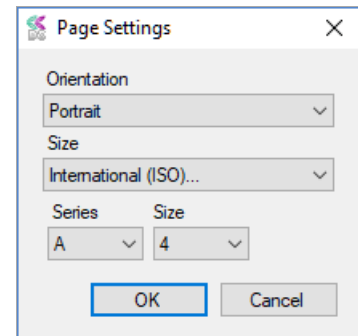 Page Settings
Orientation
Portrait
Size
International (ISO)...
Series Size
A 4
OK Cancel